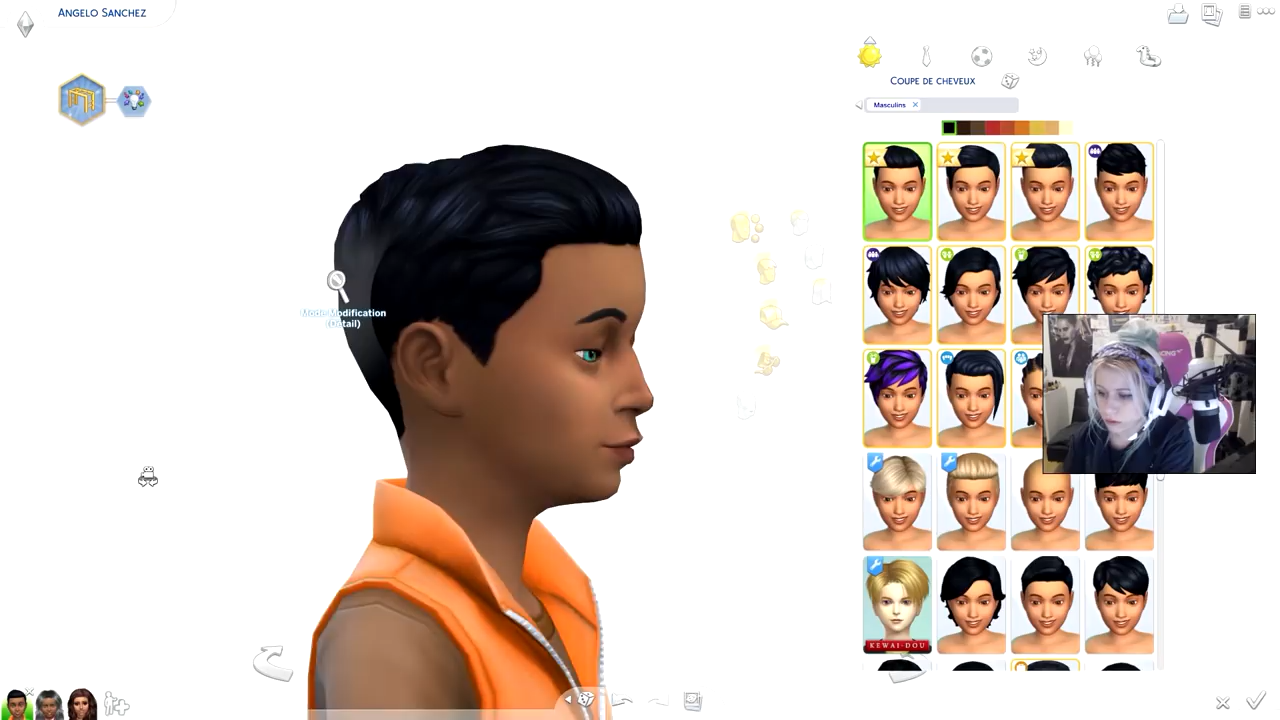 Angelo Sanchez
Coupe de cheveux
Masculins
Mode Modification
(Détail)
KEWAI-DOU